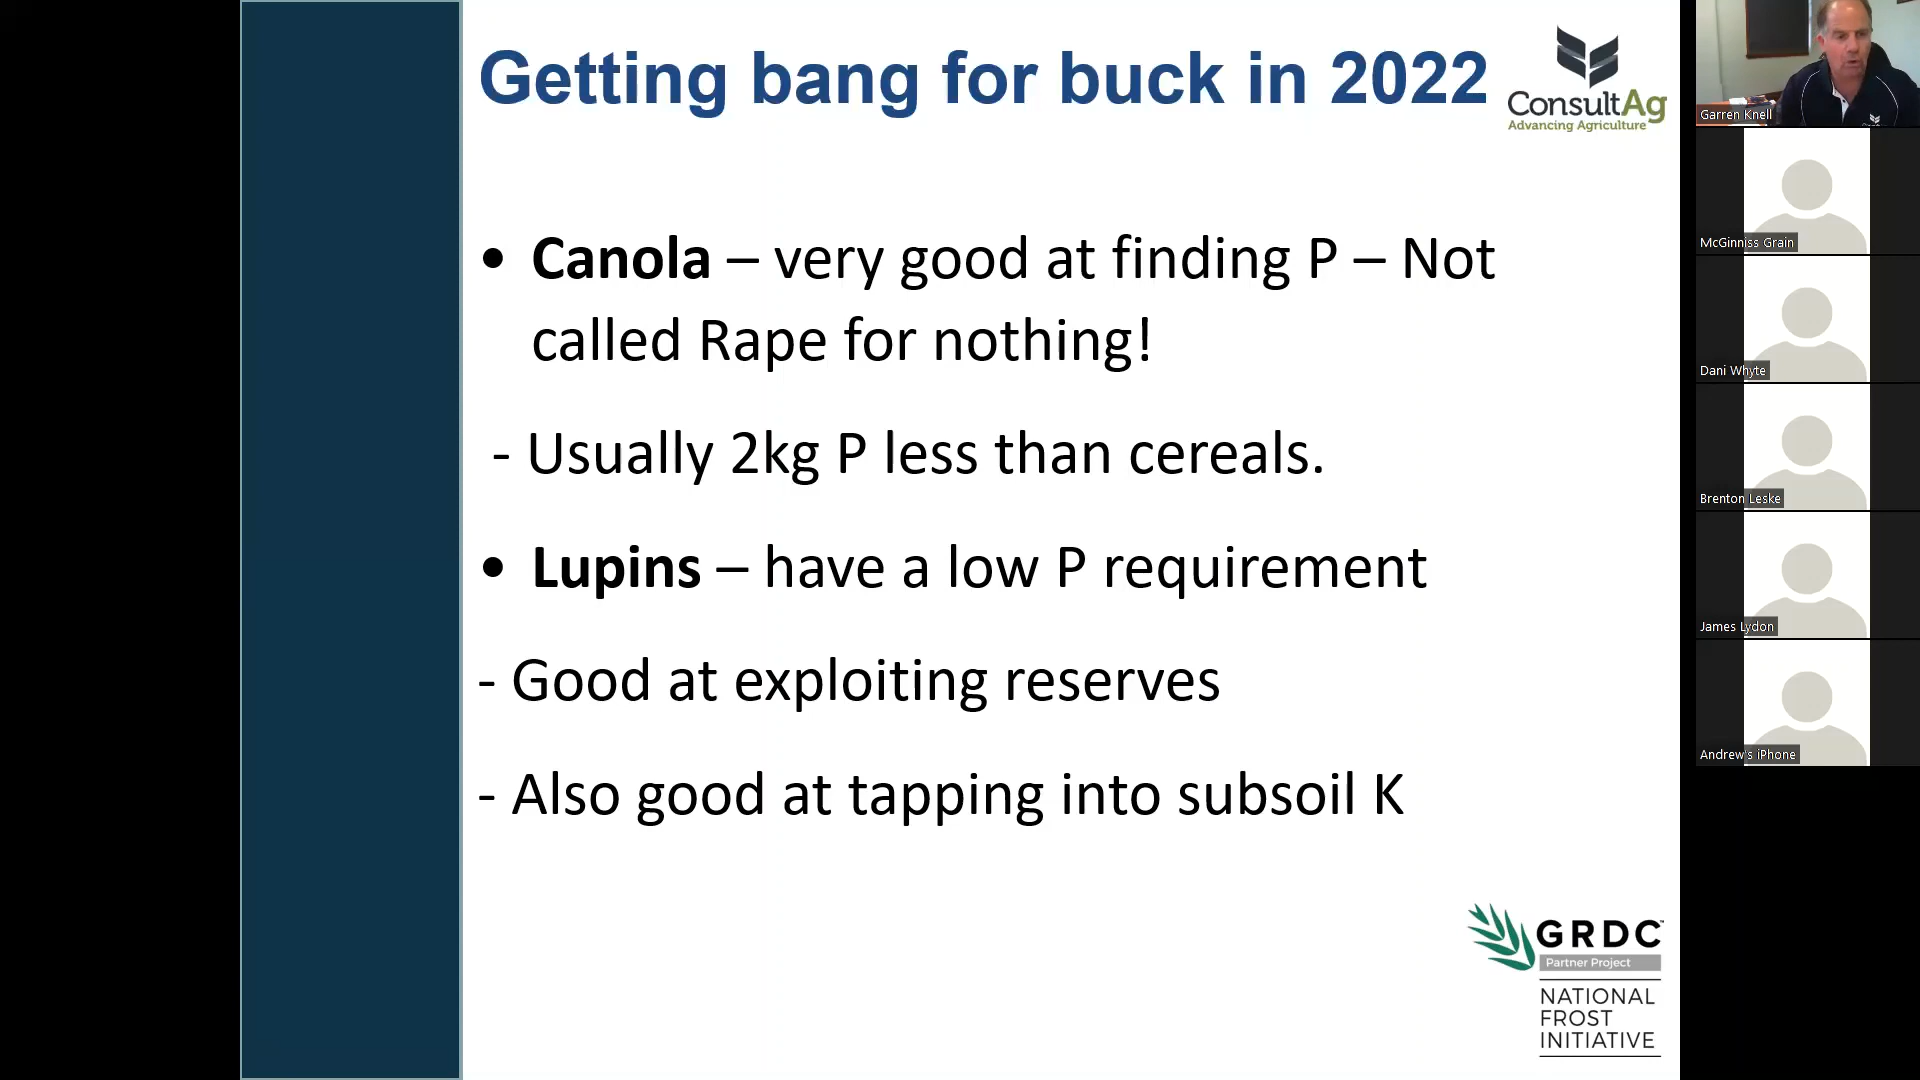 Getting bang for buck in 2022
ConsultAg
Advancing Agriculture
• Canola – very good at finding P – Not
called Rape for nothing!
- Usually 2kg P less than cereals.
• Lupins – have a low P requirement
- Good at exploiting reserves
- Also good at tapping into subsoil K
GRDC™
Partner Project
NATIONAL
FROST
INITIATIVE
Garren Knell
McGinniss Grain
Dani Whyte
Brenton Leske
James Lydon
Andrew's iPhone